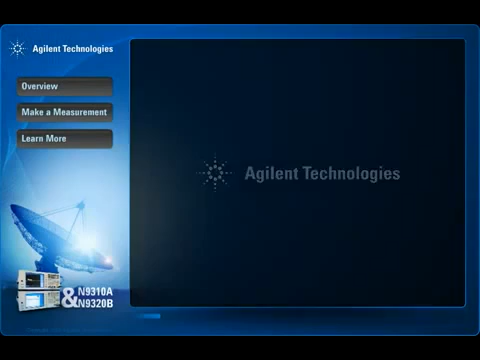 Agilent Technologies
Overview
Make a Measurement
Learn More
Agilent Technologies
& N9310A
N9320B